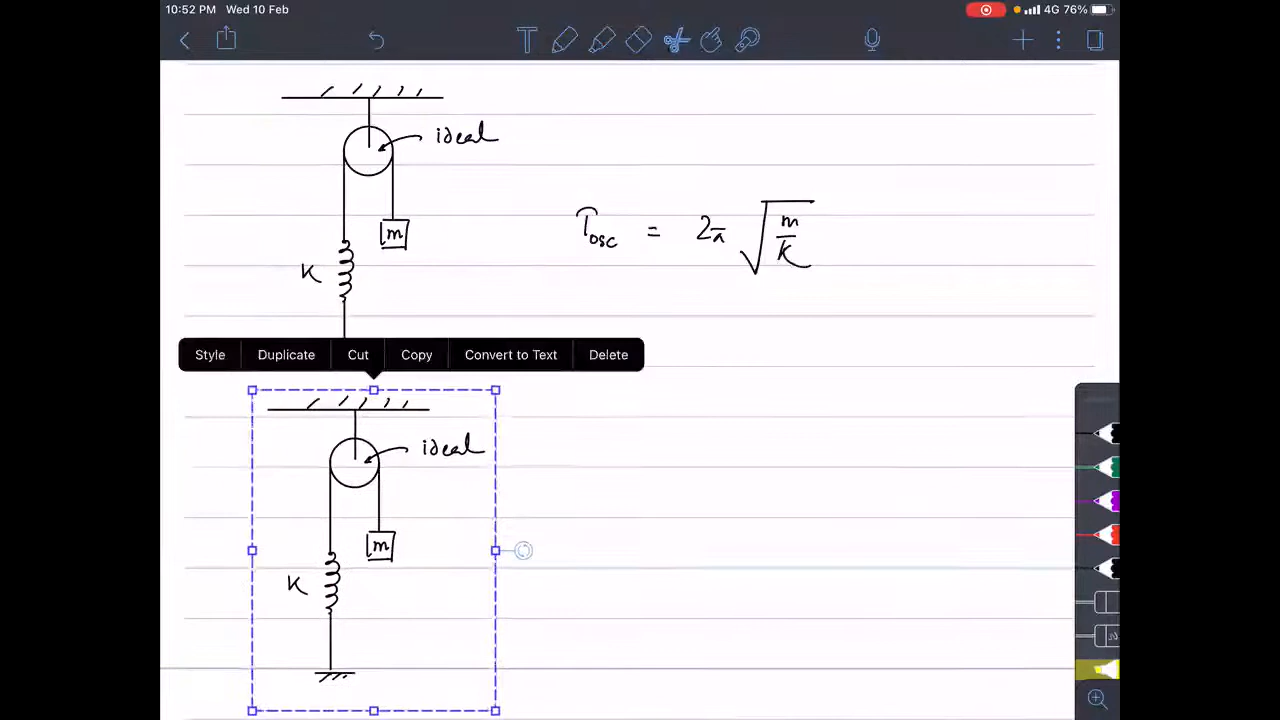 10:52 PM Wed 10 Feb 4G 76%
T
ideal
m
K
T_osc = 2π √(m/K)
Style Duplicate Cut Copy Convert to Text Delete
ideal
m
K